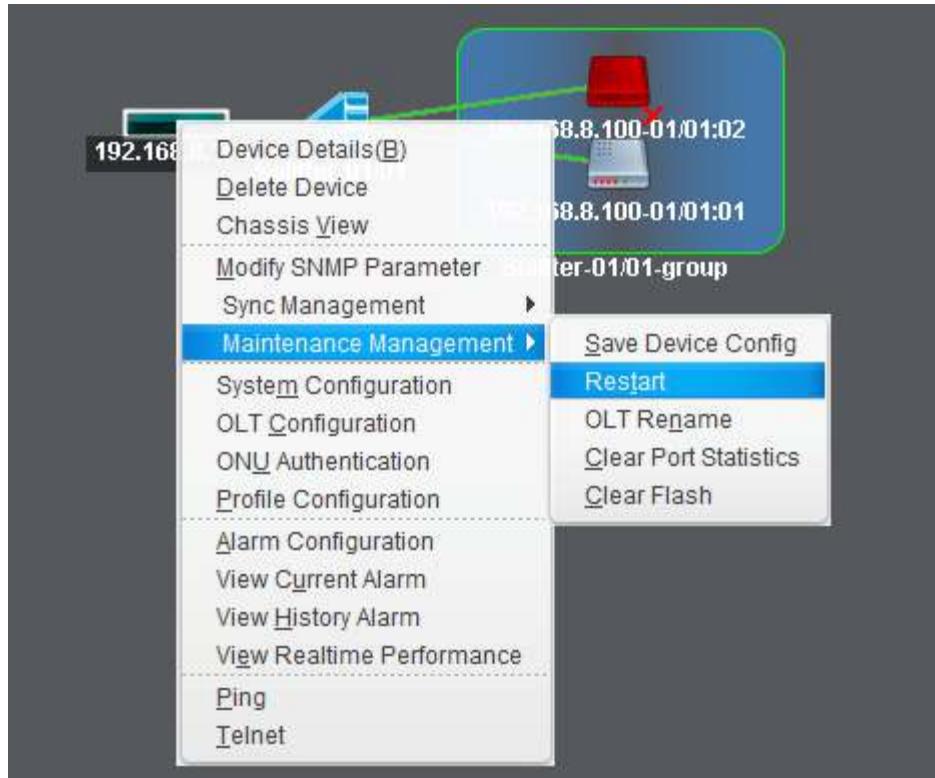 68.8.100-01/01:02
192.168
68.8.100-01/01:01
ter-01/01-group
Device Details(B)
Delete Device
Chassis View
Modify SNMP Parameter
Sync Management
Maintenance Management
System Configuration
OLT Configuration
ONU Authentication
Profile Configuration
Alarm Configuration
View Current Alarm
View History Alarm
View Realtime Performance
Ping
Telnet
Save Device Config
Restart
OLT Rename
Clear Port Statistics
Clear Flash